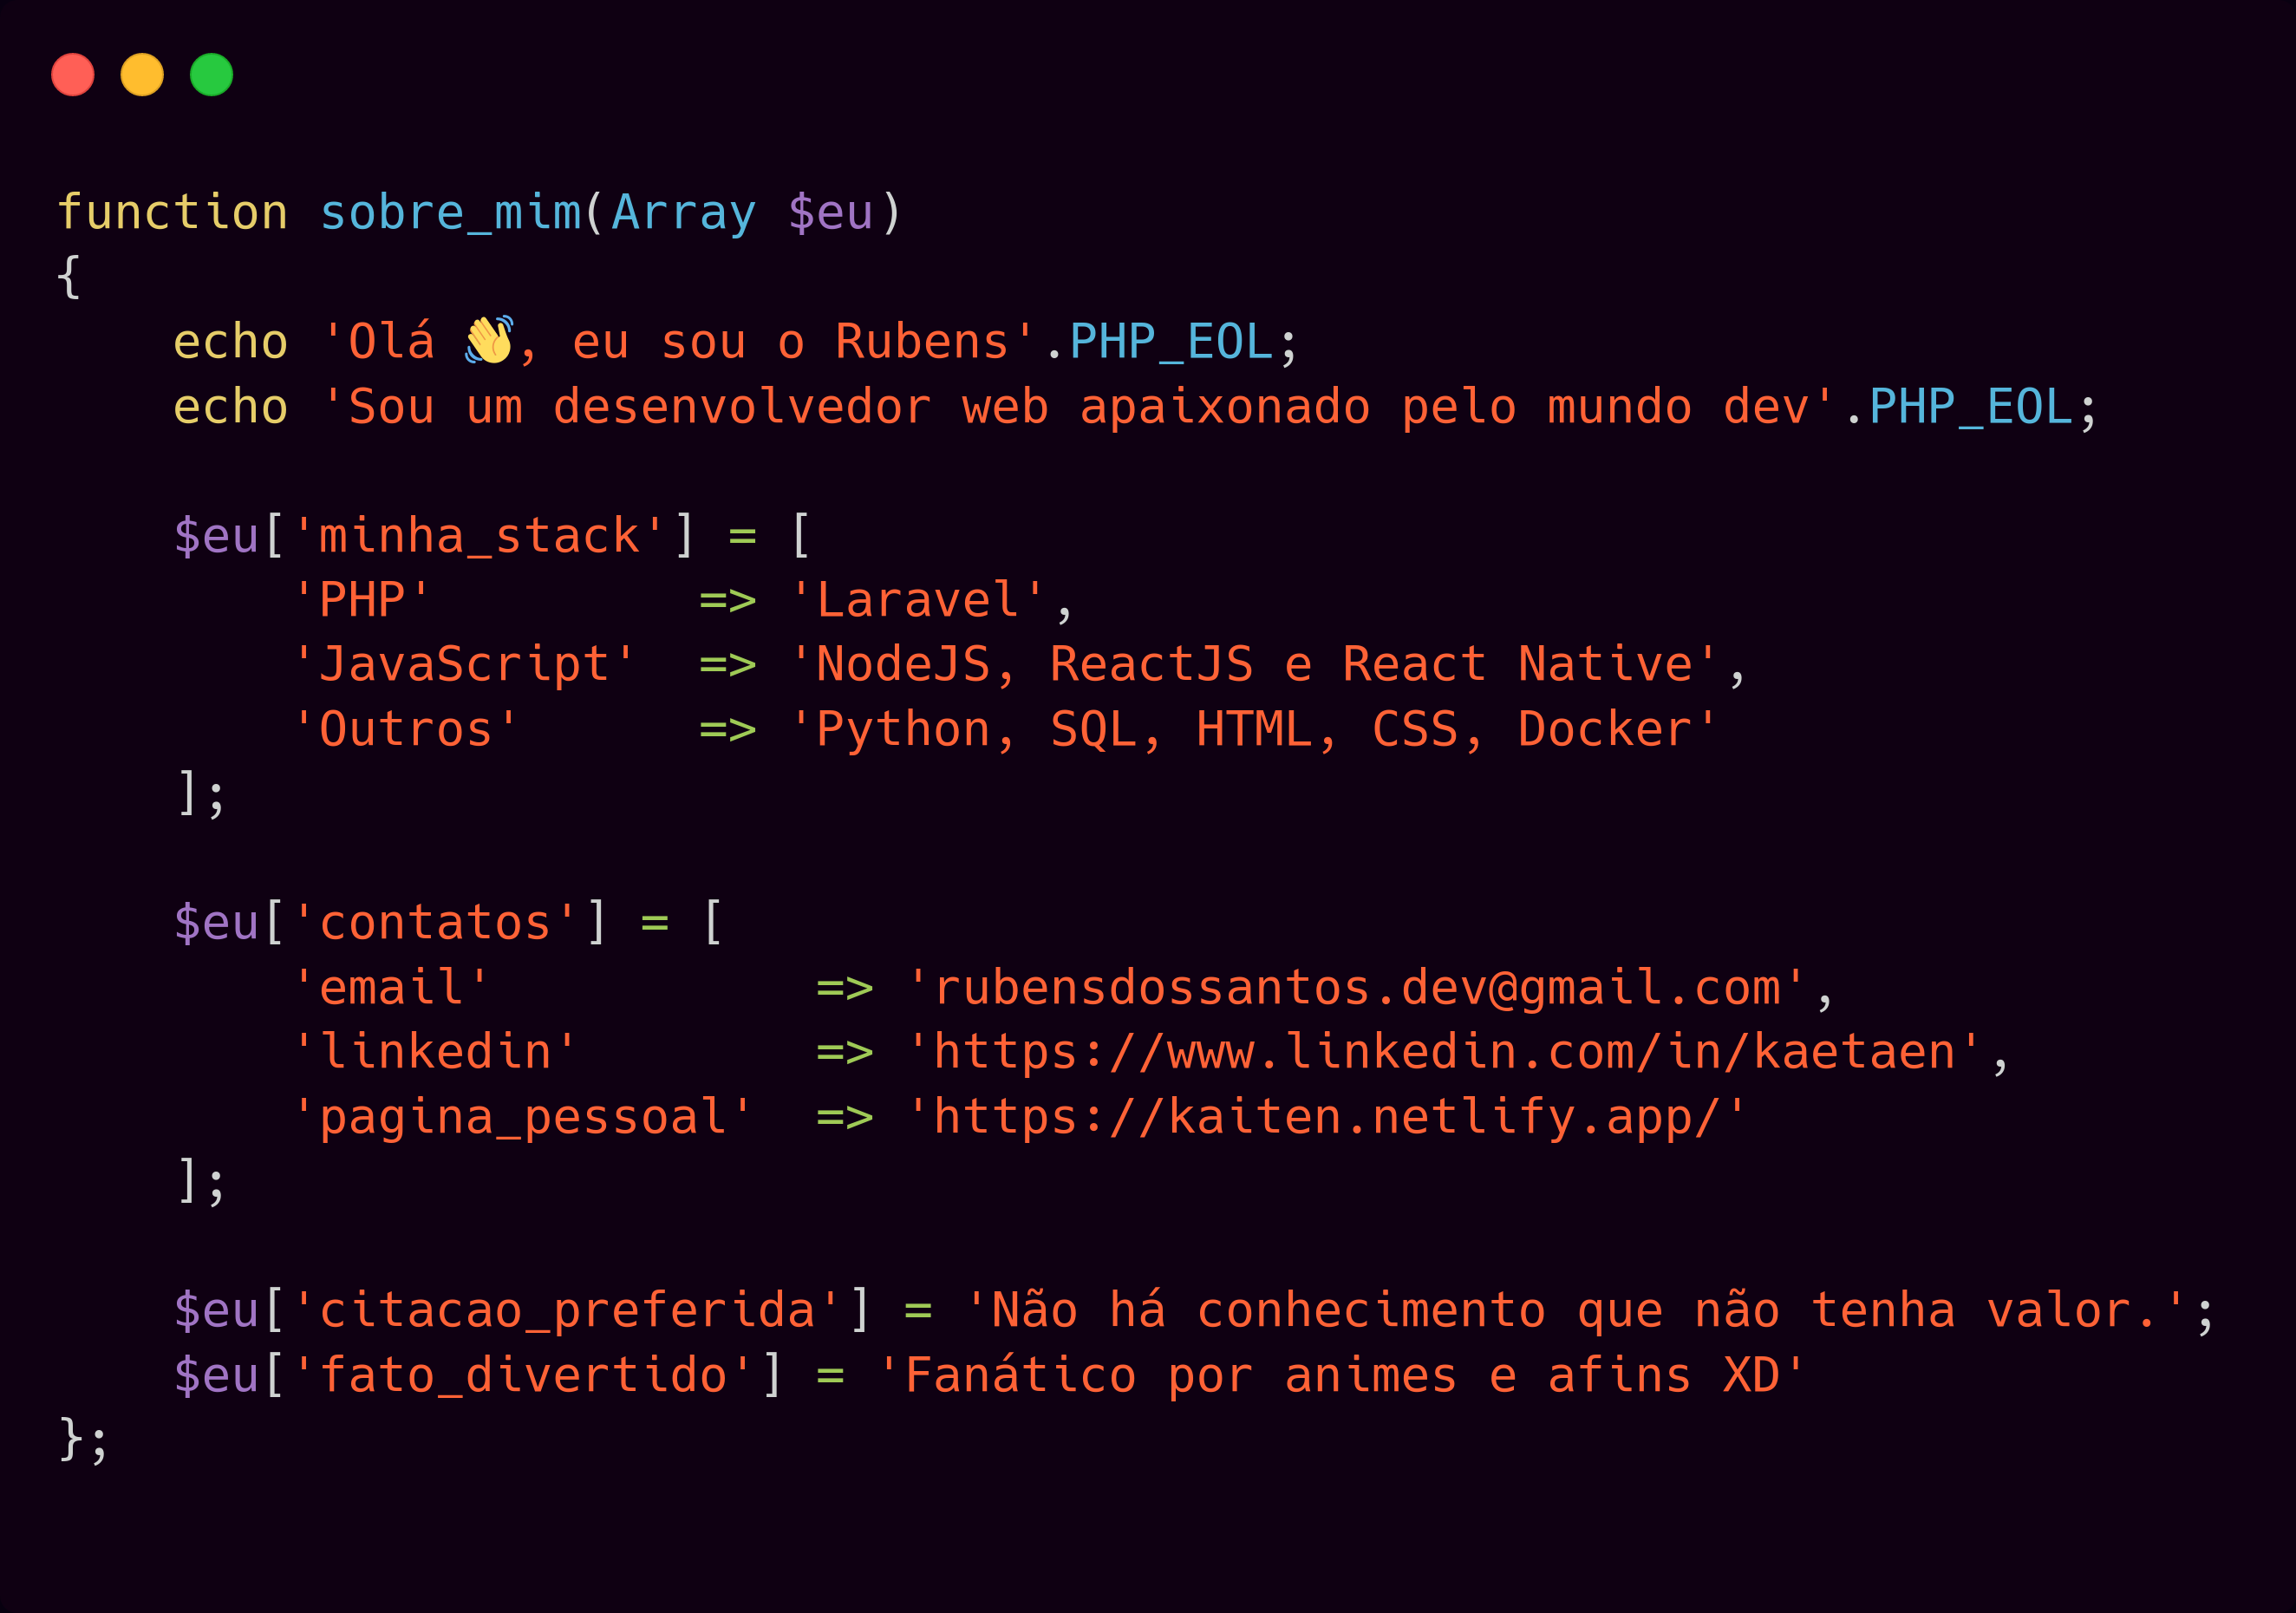 function sobre_mim(Array $eu)
{
    echo 'Olá 👋, eu sou o Rubens'.PHP_EOL;
    echo 'Sou um desenvolvedor web apaixonado pelo mundo dev'.PHP_EOL;

    $eu['minha_stack'] = [
        'PHP'         => 'Laravel',
        'JavaScript'  => 'NodeJS, ReactJS e React Native',
        'Outros'      => 'Python, SQL, HTML, CSS, Docker'
    ];

    $eu['contatos'] = [
        'email'           => 'rubensdossantos.dev@gmail.com',
        'linkedin'        => 'https://www.linkedin.com/in/kaetaen',
        'pagina_pessoal'  => 'https://kaiten.netlify.app/'
    ];

    $eu['citacao_preferida'] = 'Não há conhecimento que não tenha valor.';
    $eu['fato_divertido'] = 'Fanático por animes e afins XD'
};